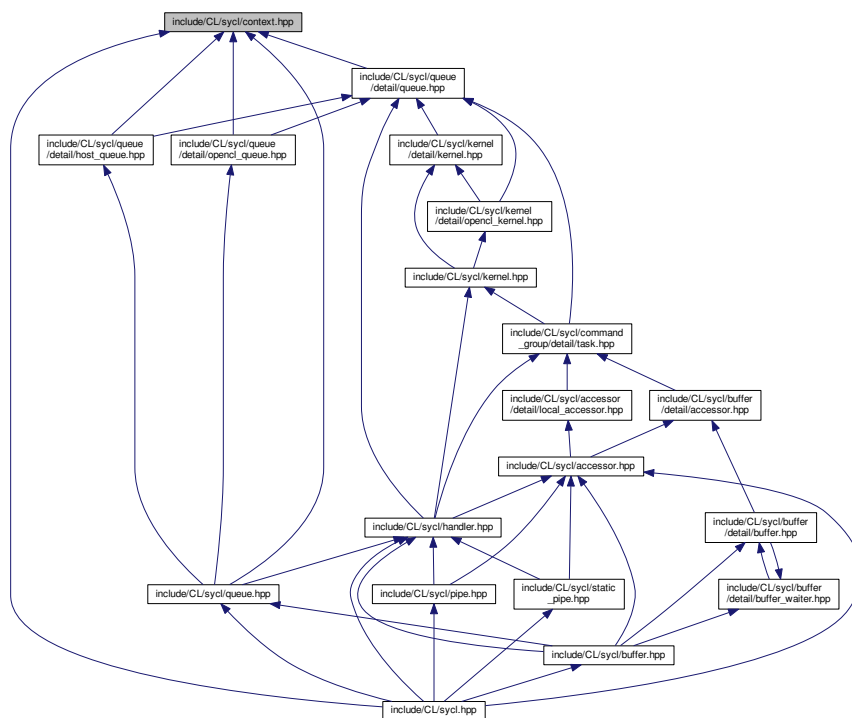 include/CL/sycl/context.hpp
include/CL/sycl/queue
/detail/queue.hpp
include/CL/sycl/queue
/detail/host_queue.hpp
include/CL/sycl/queue
/detail/opencl_queue.hpp
include/CL/sycl/kernel
/detail/kernel.hpp
include/CL/sycl/kernel
/detail/opencl_kernel.hpp
include/CL/sycl/kernel.hpp
include/CL/sycl/command
_group/detail/task.hpp
include/CL/sycl/accessor
/detail/local_accessor.hpp
include/CL/sycl/buffer
/detail/accessor.hpp
include/CL/sycl/accessor.hpp
include/CL/sycl/handler.hpp
include/CL/sycl/buffer
/detail/buffer.hpp
include/CL/sycl/queue.hpp
include/CL/sycl/pipe.hpp
include/CL/sycl/static
_pipe.hpp
include/CL/sycl/buffer
/detail/buffer_waiter.hpp
include/CL/sycl/buffer.hpp
include/CL/sycl.hpp